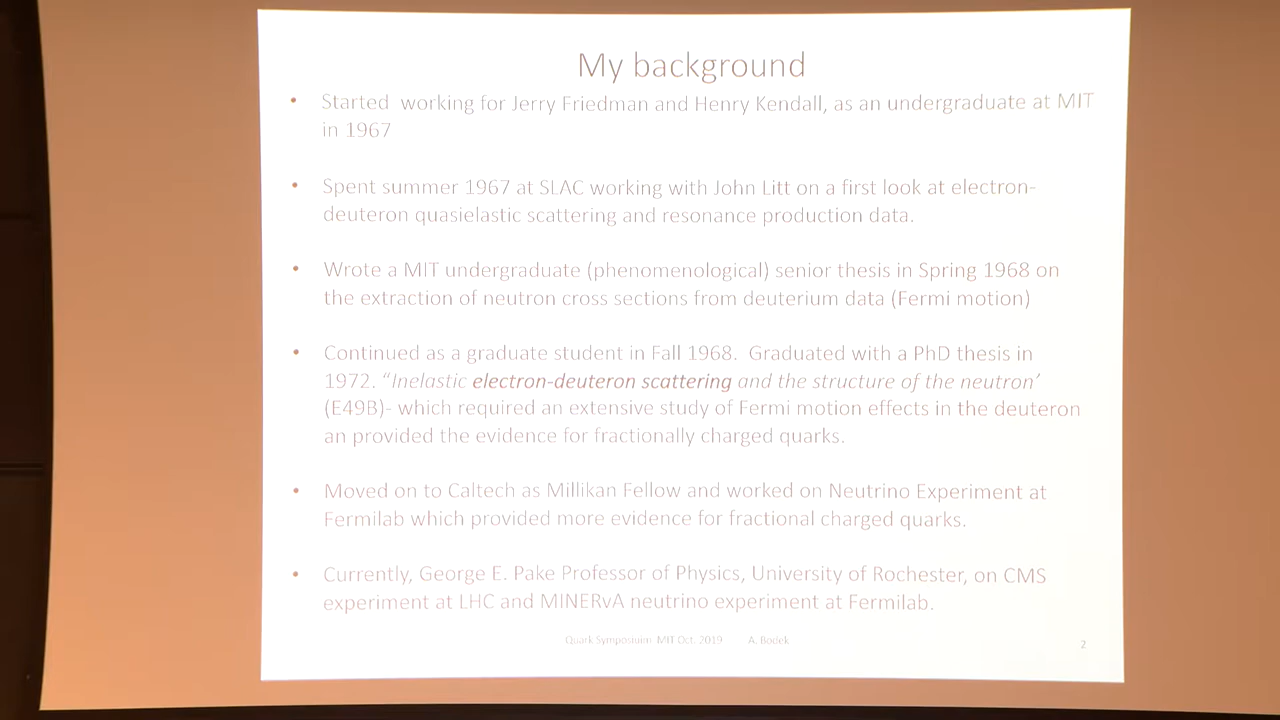 My background
• Started working for Jerry Friedman and Henry Kendall, as an undergraduate at MIT
in 1967
• Spent summer 1967 at SLAC working with John Litt on a first look at electron-
deuteron quasielastic scattering and resonance production data.
• Wrote a MIT undergraduate (phenomenological) senior thesis in Spring 1968 on
the extraction of neutron cross sections from deuterium data (Fermi motion)
• Continued as a graduate student in Fall 1968. Graduated with a PhD thesis in
1972. “Inelastic electron-deuteron scattering and the structure of the neutron’
(E49B)- which required an extensive study of Fermi motion effects in the deuteron
an provided the evidence for fractionally charged quarks.
• Moved on to Caltech as Millikan Fellow and worked on Neutrino Experiment at
Fermilab which provided more evidence for fractional charged quarks.
• Currently, George E. Pake Professor of Physics, University of Rochester, on CMS
experiment at LHC and MINERvA neutrino experiment at Fermilab.
Quark Symposium MIT Oct. 2019 A. Bodek
2